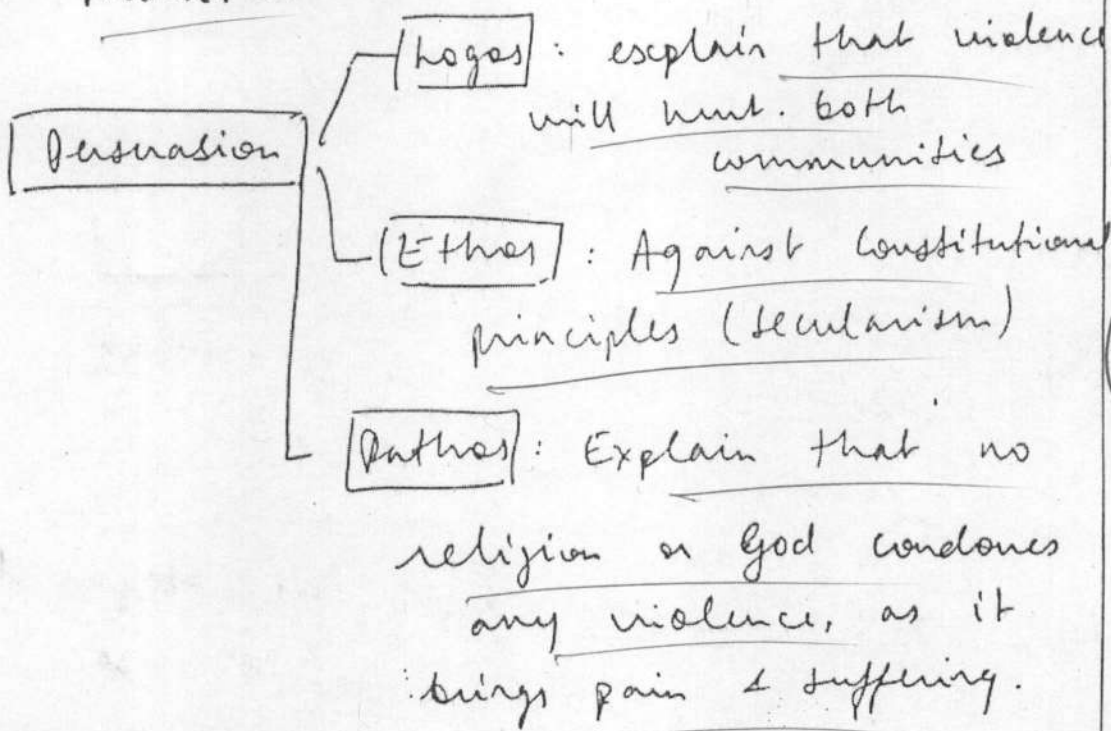 Logos : explain that violence
will hurt both
communities
Persuasion
Ethos : Against Constitutional
principles (secularism)
Pathos : Explain that no
religion or God condones
any violence, as it
brings pain & suffering.